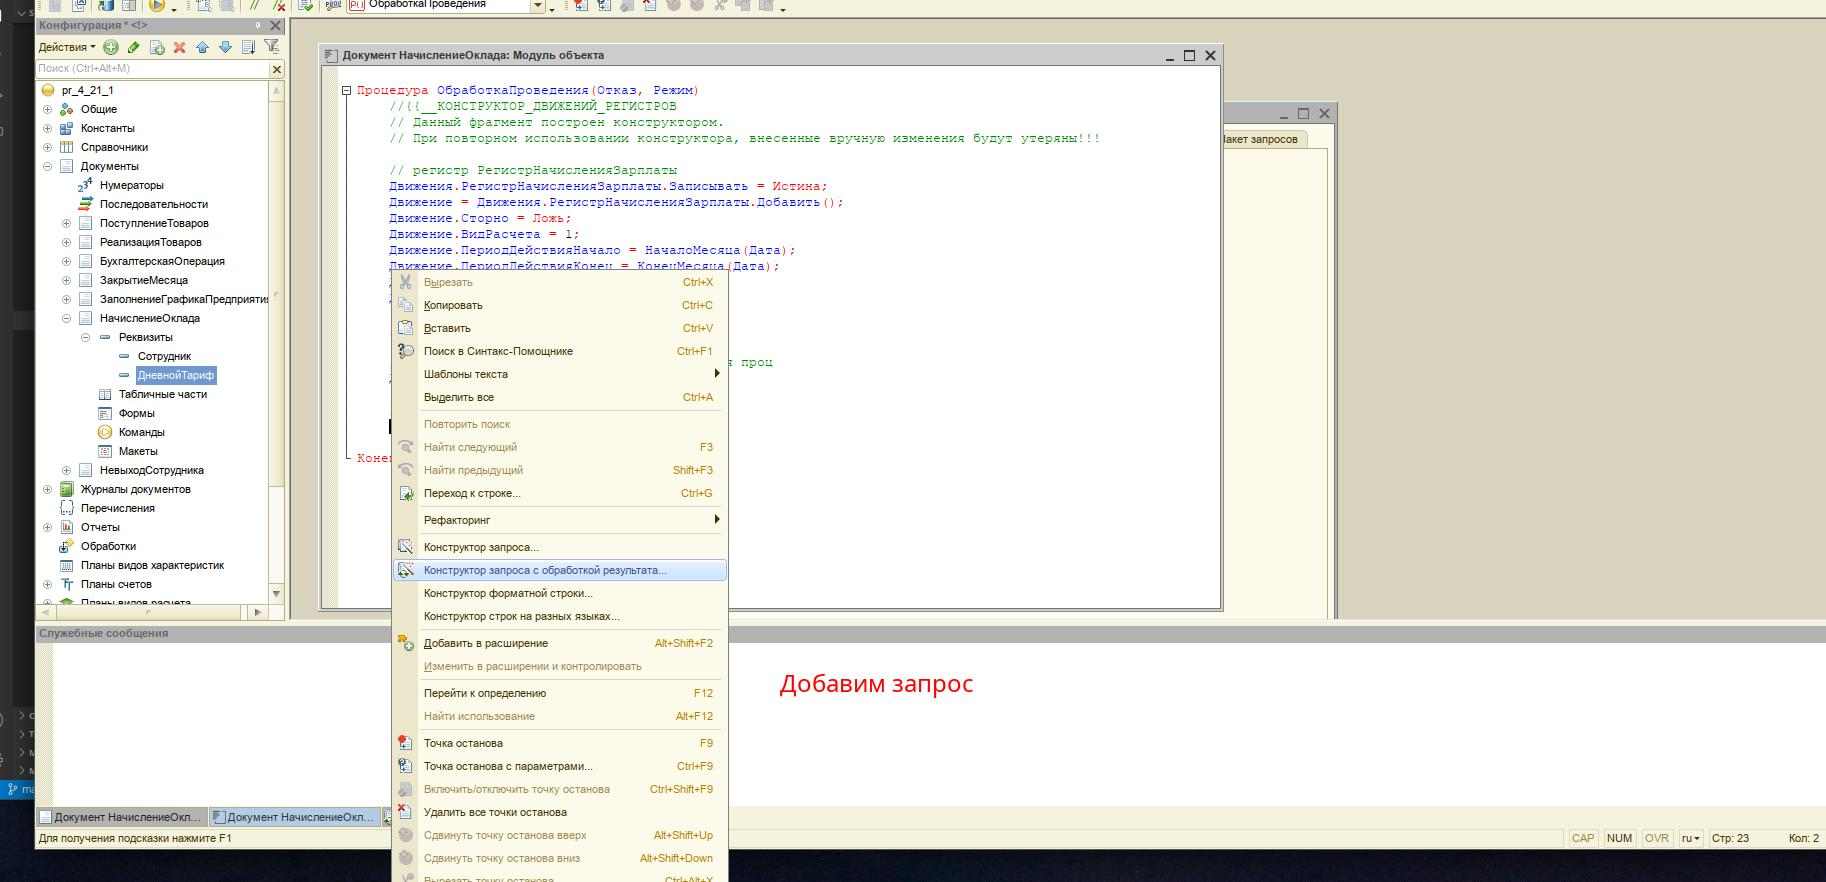 ОбработкаПроведения
Конфигурация * <!>
Действия
Поиск (Ctrl+Alt+M)
pr_4_21_1
Общие
Константы
Справочники
Документы
Нумераторы
Последовательности
ПоступлениеТоваров
РеализацияТоваров
БухгалтерскаяОперация
ЗакрытиеМесяца
ЗаполнениеГрафикаПредприятия
НачислениеОклада
Реквизиты
Сотрудник
ДневнойТариф
Табличные части
Формы
Команды
Макеты
НевыходСотрудника
Журналы документов
Перечисления
Отчеты
Обработки
Планы видов характеристик
Планы счетов
Планы видов расчета
Документ НачислениеОклада: Модуль объекта
Процедура ОбработкаПроведения(Отказ, Режим)
//{{__КОНСТРУКТОР_ДВИЖЕНИЙ_РЕГИСТРОВ
// Данный фрагмент построен конструктором.
// При повторном использовании конструктора, внесенные вручную изменения будут утеряны!!!
// регистр РегистрНачисленияЗарплаты
Движения.РегистрНачисленияЗарплаты.Записывать = Истина;
Движение = Движения.РегистрНачисленияЗарплаты.Добавить();
Движение.Сторно = Ложь;
Движение.ВидРасчета = 1;
Движение.ПериодДействияНачало = НачалоМесяца(Дата);
Движение.ПериодДействияКонец = КонецМесяца(Дата);
я проц
Коне
акет запросов
Вырезать Ctrl+X
Копировать Ctrl+C
Вставить Ctrl+V
Поиск в Синтакс-Помощнике Ctrl+F1
Шаблоны текста
Выделить все Ctrl+A
Повторить поиск
Найти следующий F3
Найти предыдущий Shift+F3
Переход к строке... Ctrl+G
Рефакторинг
Конструктор запроса...
Конструктор запроса с обработкой результата...
Конструктор форматной строки...
Конструктор строк на разных языках...
Добавить в расширение Alt+Shift+F2
Изменить в расширении и контролировать
Перейти к определению F12
Найти использование Alt+F12
Точка останова F9
Точка останова с параметрами... Ctrl+F9
Включить/отключить точку останова Ctrl+Shift+F9
Удалить все точки останова
Сдвинуть точку останова вверх Alt+Shift+Up
Сдвинуть точку останова вниз Alt+Shift+Down
Вырезать точку останова Ctrl+Alt+X
Служебные сообщения
Добавим запрос
Документ НачислениеОкл...
Документ НачислениеОкл...
Для получения подсказки нажмите F1
CAP NUM OVR ru Стр: 23 Кол: 2